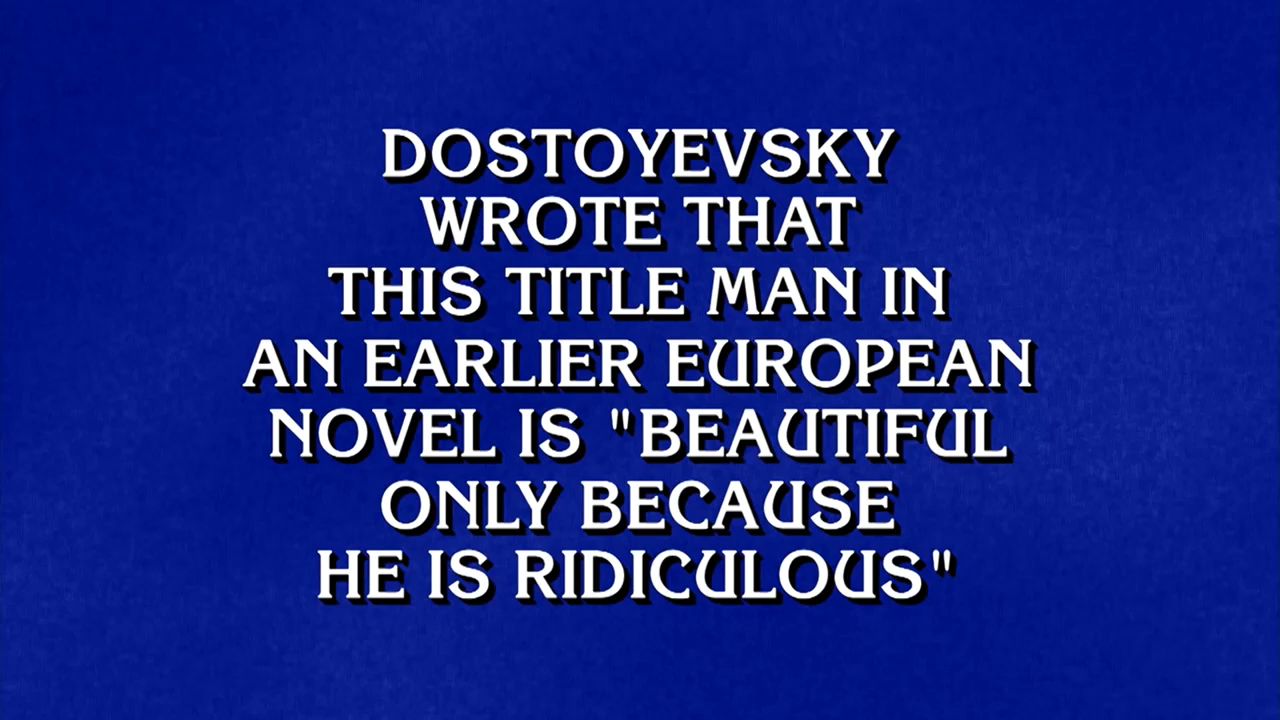 DOSTOYEVSKY
WROTE THAT
THIS TITLE MAN IN
AN EARLIER EUROPEAN
NOVEL IS "BEAUTIFUL
ONLY BECAUSE
HE IS RIDICULOUS"